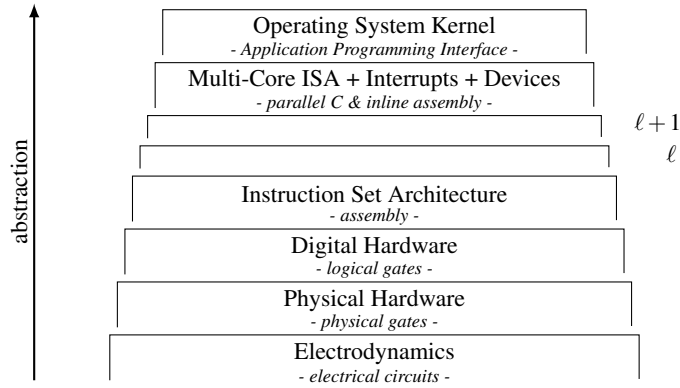 Operating System Kernel
- Application Programming Interface -
Multi-Core ISA + Interrupts + Devices
- parallel C & inline assembly -
ℓ + 1
ℓ
Instruction Set Architecture
- assembly -
Digital Hardware
- logical gates -
Physical Hardware
- physical gates -
Electrodynamics
- electrical circuits -
abstraction